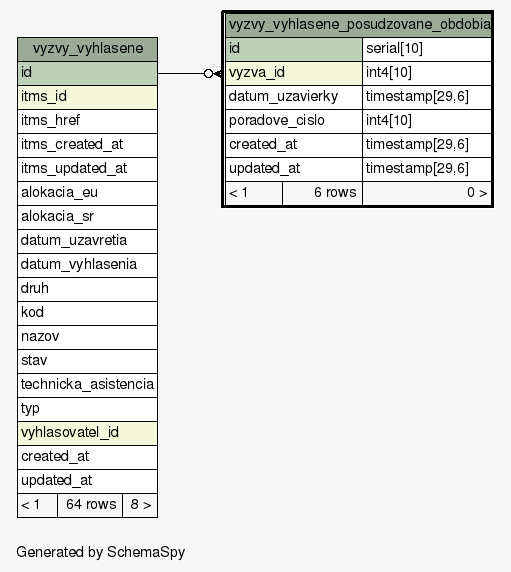 vyzvy_vyhlasene
id
itms_id
itms_href
itms_created_at
itms_updated_at
alokacia_eu
alokacia_sr
datum_uzavretia
datum_vyhlasenia
druh
kod
nazov
stav
technicka_asistencia
typ
vyhlasovatel_id
created_at
updated_at
< 1 64 rows 8 >
vyzvy_vyhlasene_posudzovane_obdobia
id serial[10]
vyzva_id int4[10]
datum_uzavierky timestamp[29,6]
poradove_cislo int4[10]
created_at timestamp[29,6]
updated_at timestamp[29,6]
< 1 6 rows 0 >
Generated by SchemaSpy